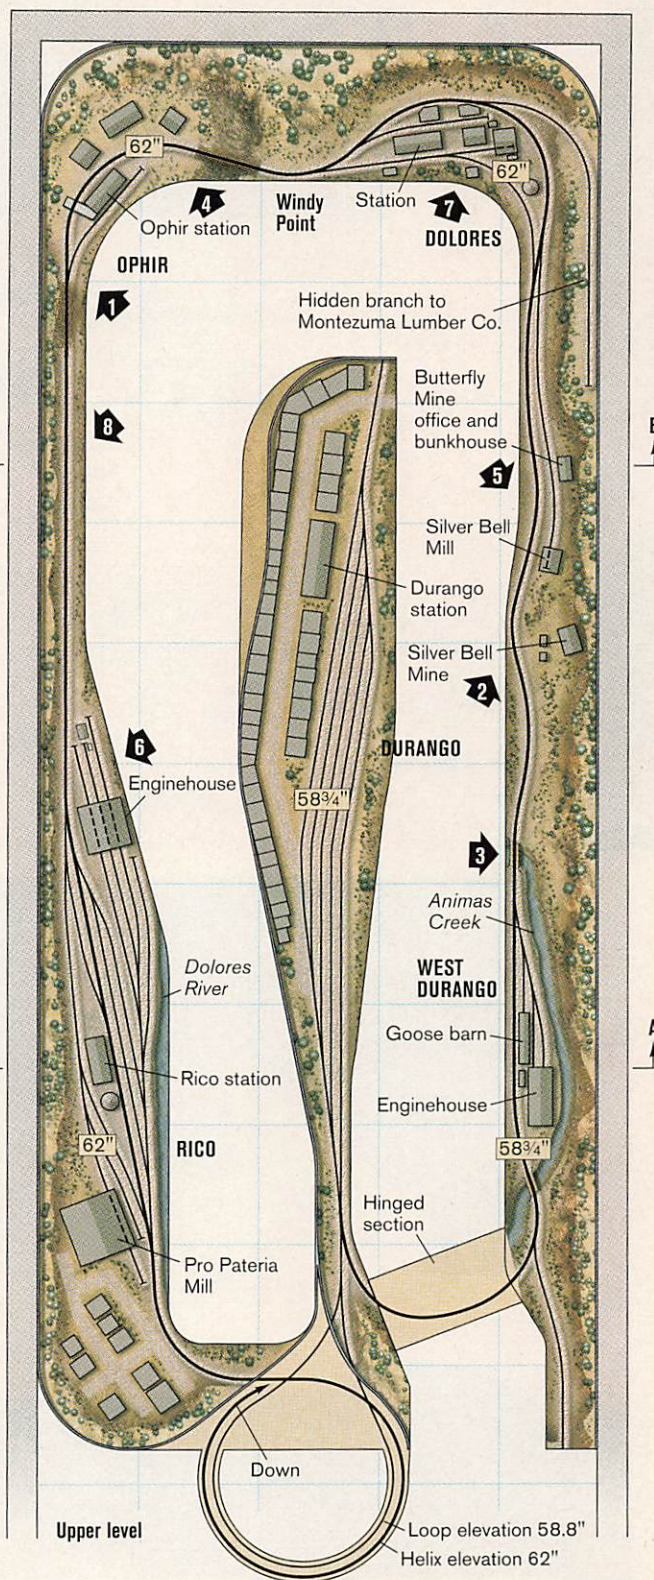 62"
Ophir station
4
Windy
Point
Station
7
62"
DOLORES
OPHIR
1
Hidden branch to
Montezuma Lumber Co.
8
Butterfly
Mine
office and
bunkhouse
5
Silver Bell
Mill
Durango
station
Silver Bell
Mine
2
6
DURANGO
Enginehouse
58¾"
3
Animas
Creek
Dolores
River
WEST
DURANGO
Goose barn
Rico station
Enginehouse
62"
RICO
58¾"
Hinged
section
Pro Pateria
Mill
Down
Upper level
Loop elevation 58.8"
Helix elevation 62"